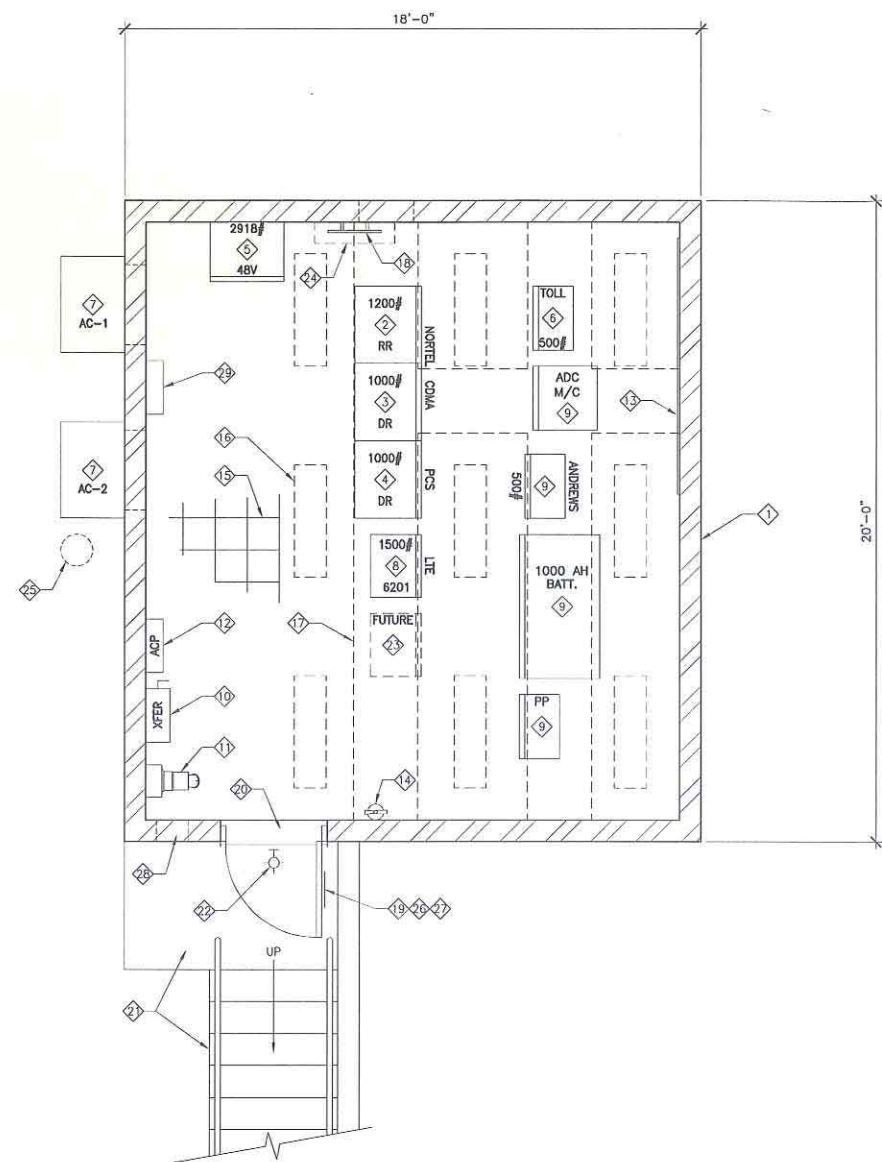 18'-0"
2918#
5
48V
24
18
7
AC-1
1200#
2
RR
NORTEL
TOLL
6
500#
29
1000#
3
DR
CDMA
ADC
M/C
9
13
16
7
AC-2
15
1000#
4
DR
PCS
9
ANDREWS
500#
1
20'-0"
25
1500#
8
6201
LTE
1000 AH
BATT.
9
12
ACP
17
FUTURE
23
10
XFER
PP
9
11
20
14
28
22
19
26
27
UP
21